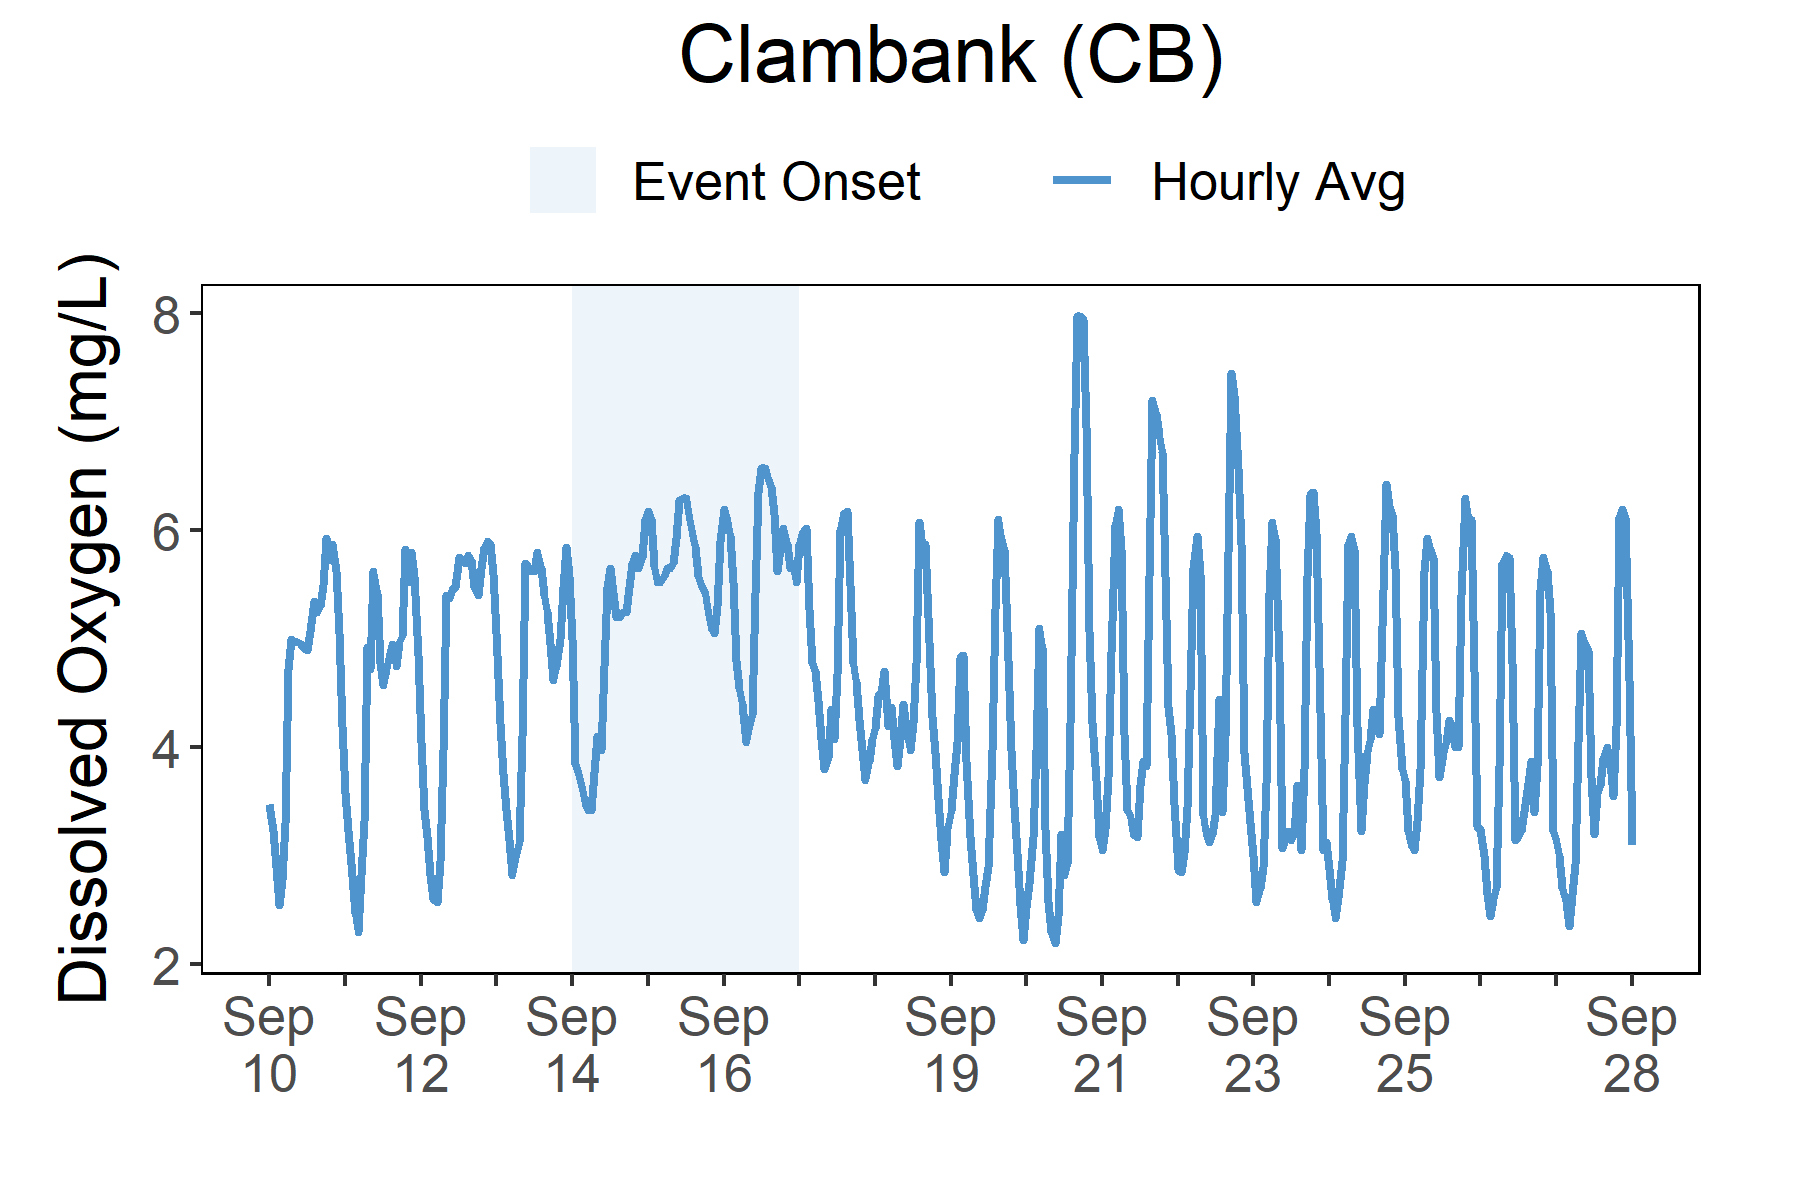 Clambank (CB)
Event Onset
Hourly Avg
Dissolved Oxygen (mg/L)
8
6
4
2
Sep 10
Sep 12
Sep 14
Sep 16
Sep 19
Sep 21
Sep 23
Sep 25
Sep 28